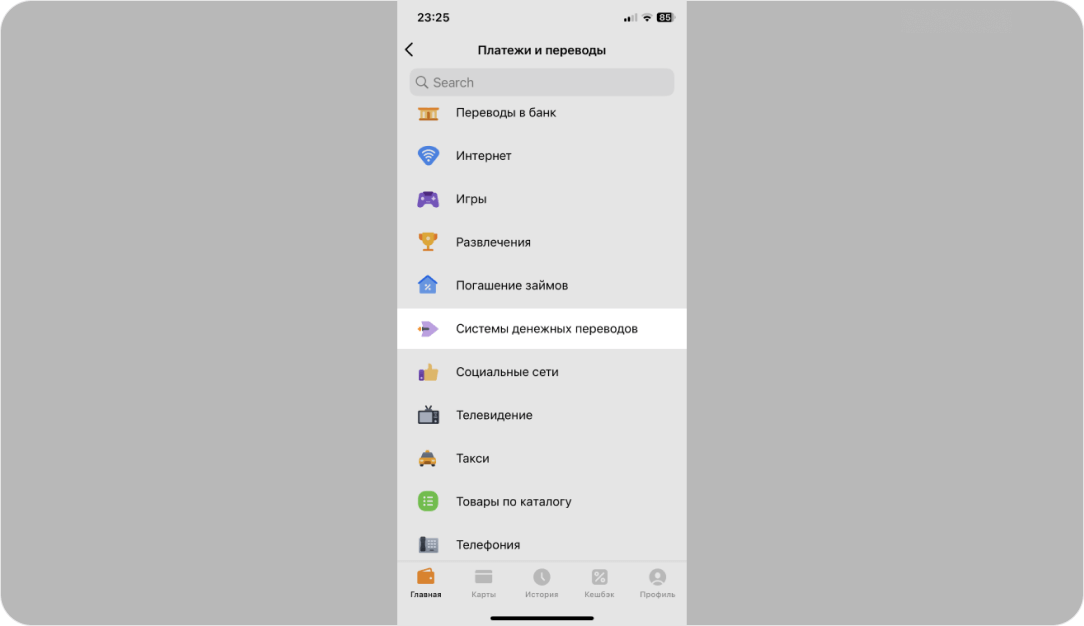 23:25
85
Платежи и переводы
Search
Переводы в банк
Интернет
Игры
Развлечения
Погашение займов
Системы денежных переводов
Социальные сети
Телевидение
Такси
Товары по каталогу
Телефония
Главная
Карты
История
Кешбэк
Профиль